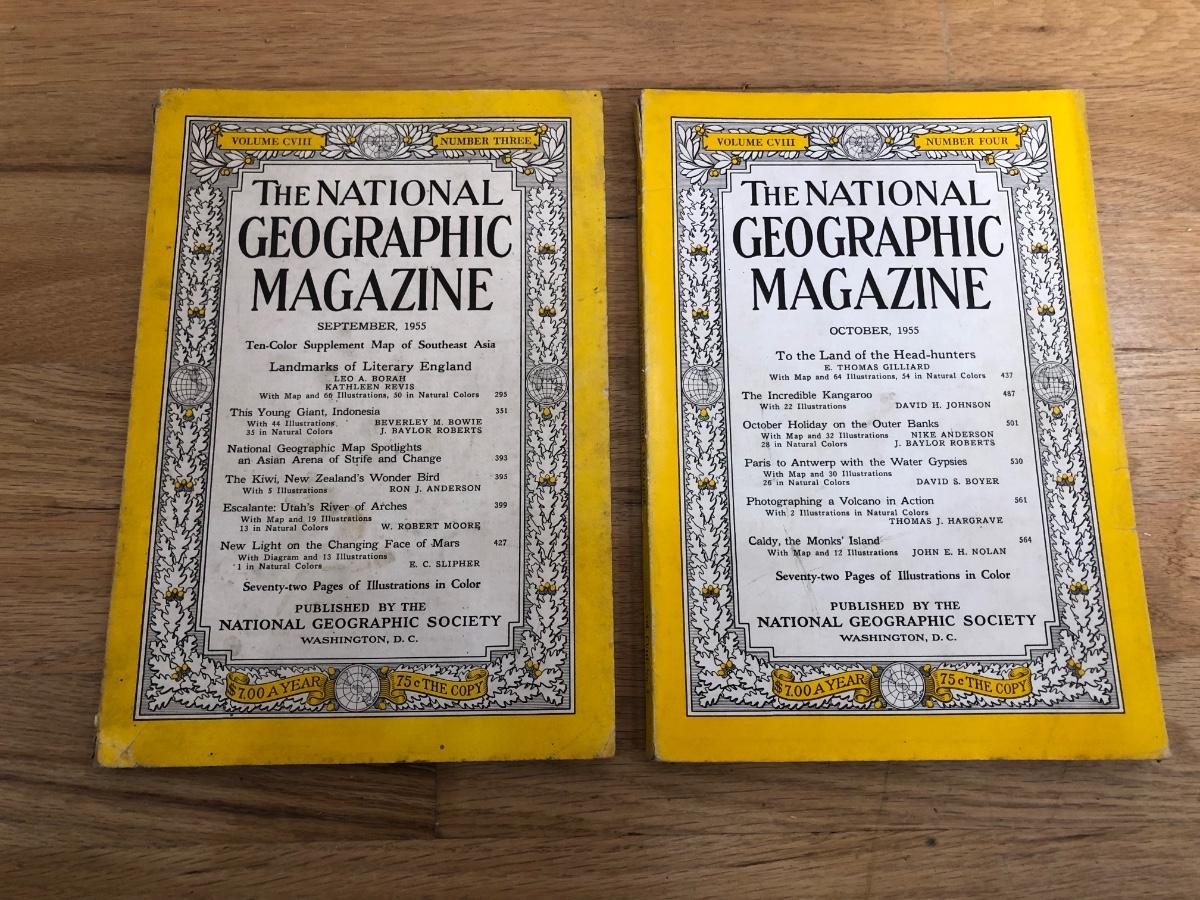 VOLUME CVIII NUMBER THREE
THE NATIONAL
GEOGRAPHIC
MAGAZINE
SEPTEMBER, 1955
Ten-Color Supplement Map of Southeast Asia
Landmarks of Literary England
LEO A. BORAH
KATHLEEN REVIS
With Map and 66 Illustrations, 50 in Natural Colors 295
This Young Giant, Indonesia 351
With 44 Illustrations, BEVERLEY M. BOWIE
35 in Natural Colors J. BAYLOR ROBERTS
National Geographic Map Spotlights
an Asian Arena of Strife and Change 393
The Kiwi, New Zealand's Wonder Bird 395
With 5 Illustrations RON J. ANDERSON
Escalante: Utah's River of Arches 399
With Map and 19 Illustrations
13 in Natural Colors W. ROBERT MOORE
New Light on the Changing Face of Mars 427
With Diagram and 13 Illustrations
1 in Natural Colors E. C. SLIPHER
Seventy-two Pages of Illustrations in Color
PUBLISHED BY THE
NATIONAL GEOGRAPHIC SOCIETY
WASHINGTON, D. C.
$7.00 A YEAR 75c THE COPY
VOLUME CVIII NUMBER FOUR
THE NATIONAL
GEOGRAPHIC
MAGAZINE
OCTOBER, 1955
To the Land of the Head-hunters
E. THOMAS GILLIARD
With Map and 64 Illustrations, 54 in Natural Colors 437
The Incredible Kangaroo 487
With 22 Illustrations DAVID H. JOHNSON
October Holiday on the Outer Banks 501
With Map and 32 Illustrations NIKE ANDERSON
28 in Natural Colors J. BAYLOR ROBERTS
Paris to Antwerp with the Water Gypsies 530
With Map and 30 Illustrations
26 in Natural Colors DAVID S. BOYER
Photographing a Volcano in Action 561
With 2 Illustrations in Natural Colors
THOMAS J. HARGRAVE
Caldy, the Monks' Island 564
With Map and 12 Illustrations JOHN E. H. NOLAN
Seventy-two Pages of Illustrations in Color
PUBLISHED BY THE
NATIONAL GEOGRAPHIC SOCIETY
WASHINGTON, D. C.
$7.00 A YEAR 75c THE COPY